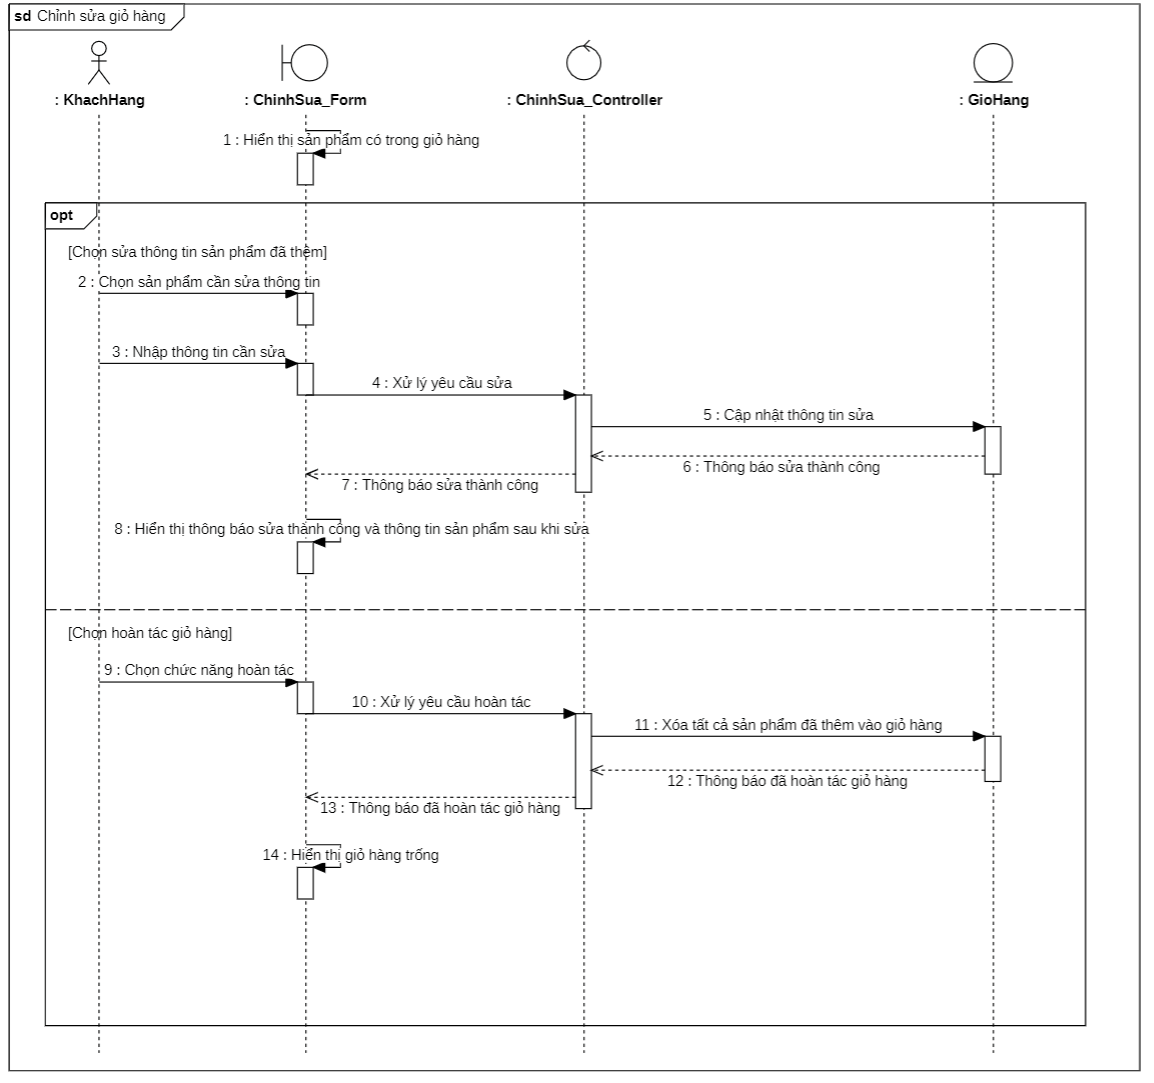 sd Chỉnh sửa giỏ hàng
: KhachHang
: ChinhSua_Form
: ChinhSua_Controller
: GioHang
1 : Hiển thị sản phẩm có trong giỏ hàng
opt
[Chọn sửa thông tin sản phẩm đã thêm]
2 : Chọn sản phẩm cần sửa thông tin
3 : Nhập thông tin cần sửa
4 : Xử lý yêu cầu sửa
5 : Cập nhật thông tin sửa
6 : Thông báo sửa thành công
7 : Thông báo sửa thành công
8 : Hiển thị thông báo sửa thành công và thông tin sản phẩm sau khi sửa
[Chọn hoàn tác giỏ hàng]
9 : Chọn chức năng hoàn tác
10 : Xử lý yêu cầu hoàn tác
11 : Xóa tất cả sản phẩm đã thêm vào giỏ hàng
12 : Thông báo đã hoàn tác giỏ hàng
13 : Thông báo đã hoàn tác giỏ hàng
14 : Hiển thị giỏ hàng trống